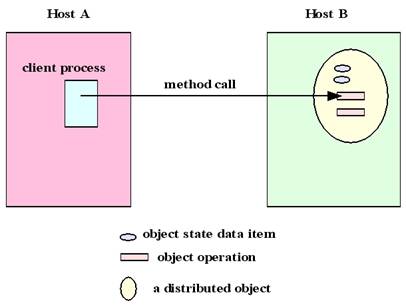 Host A
Host B
client process
method call
object state data item
object operation
a distributed object